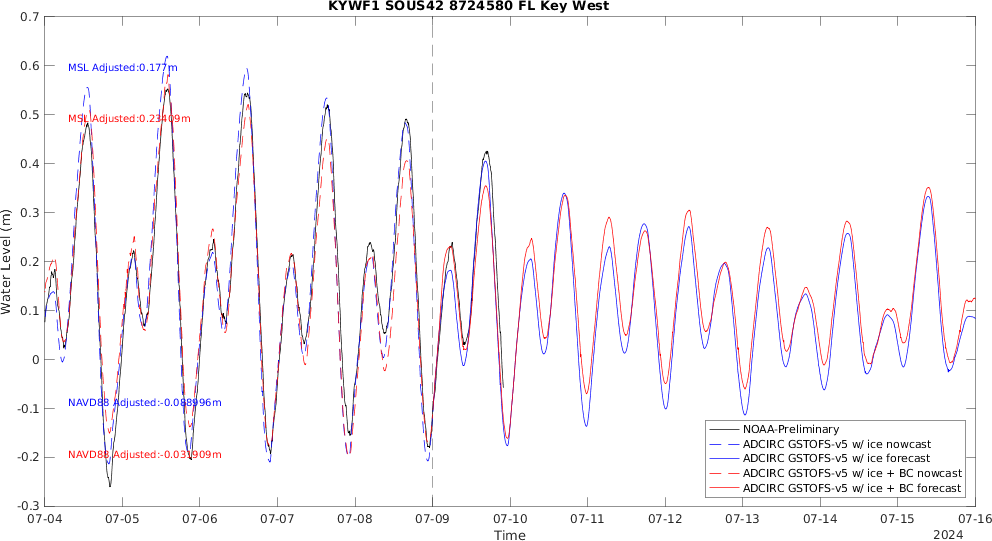 KYWF1 SOUS42 8724580 FL Key West
0.7
0.6
0.5
0.4
0.3
0.2
0.1
0
-0.1
-0.2
-0.3
Water Level (m)
MSL Adjusted:0.177m
MSL Adjusted:0.23409m
NAVD88 Adjusted:-0.088996m
NAVD88 Adjusted:-0.031909m
NOAA-Preliminary
ADCIRC GSTOFS-v5 w/ ice nowcast
ADCIRC GSTOFS-v5 w/ ice forecast
ADCIRC GSTOFS-v5 w/ ice + BC nowcast
ADCIRC GSTOFS-v5 w/ ice + BC forecast
07-04 07-05 07-06 07-07 07-08 07-09 07-10 07-11 07-12 07-13 07-14 07-15 07-16
Time
2024